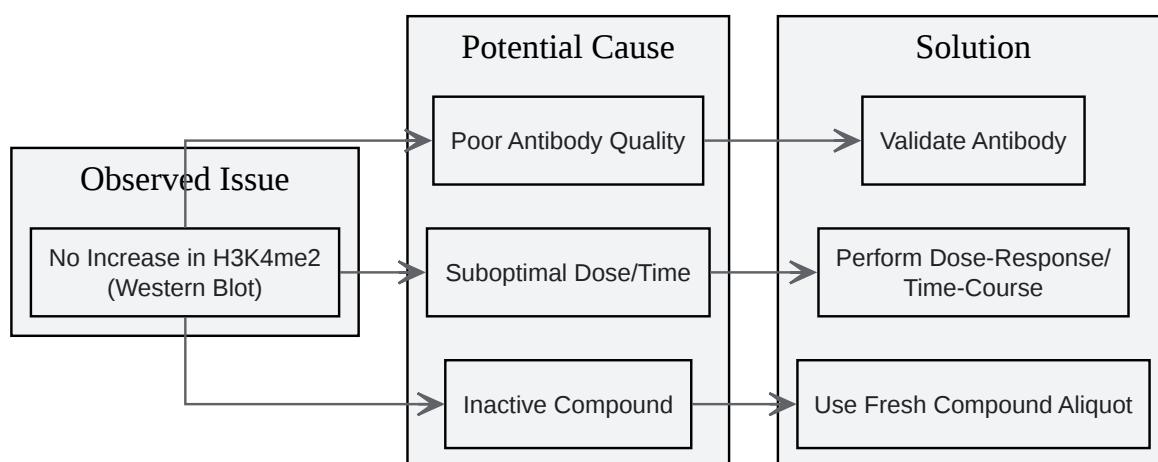 Potential Cause
Solution
Poor Antibody Quality
Validate Antibody
Observed Issue
No Increase in H3K4me2
(Western Blot)
Suboptimal Dose/Time
Perform Dose-Response/
Time-Course
Inactive Compound
Use Fresh Compound Aliquot